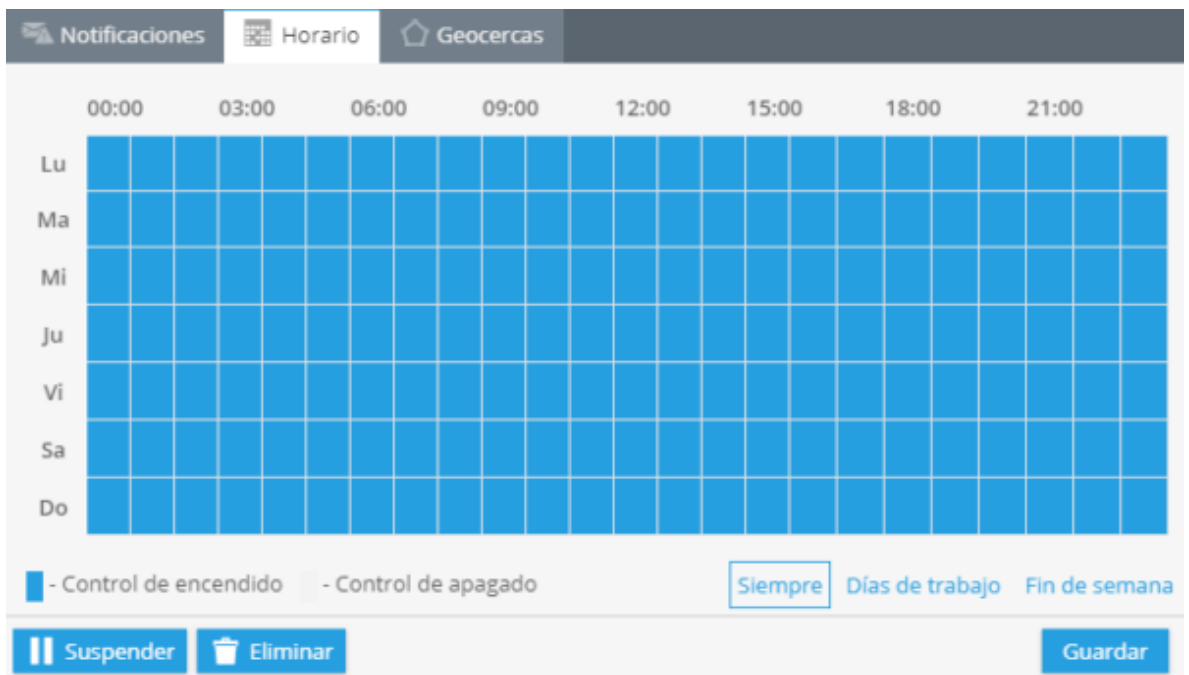 Notificaciones Horario Geocercas
00:00 03:00 06:00 09:00 12:00 15:00 18:00 21:00
Lu
Ma
Mi
Ju
Vi
Sa
Do
- Control de encendido - Control de apagado Siempre Días de trabajo Fin de semana
Suspender Eliminar Guardar